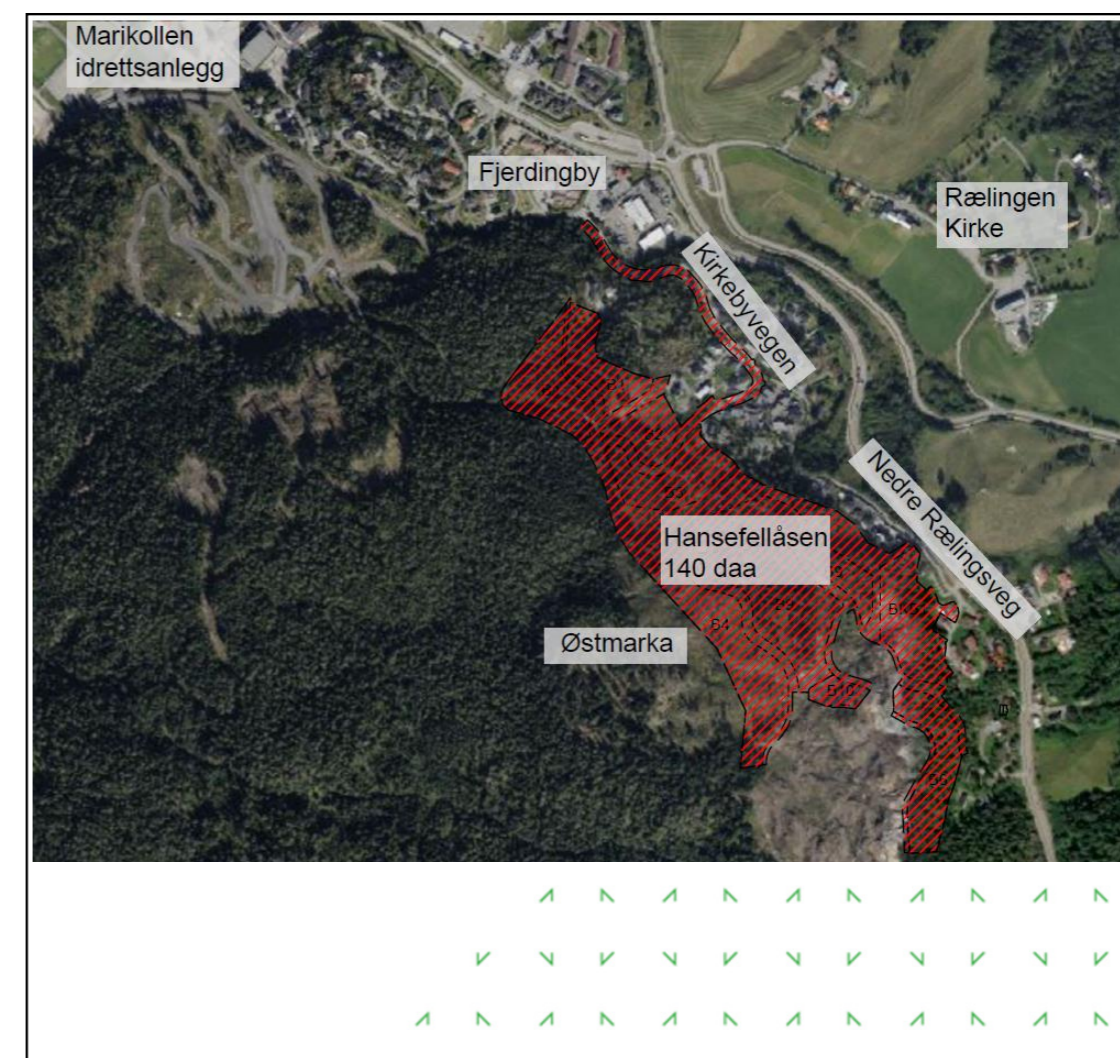 Marikollen
idrettsanlegg
Fjerdingby
Rælingen
Kirke
Kirkebyvegen
Nedre Rælingsveg
Hansefellåsen
140 daa
Østmarka